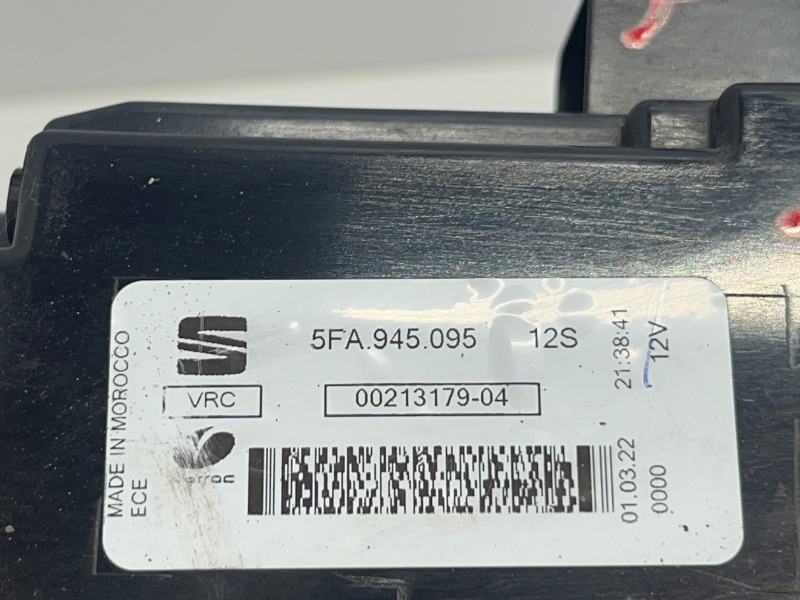 5FA.945.095 12S
VRC
00213179-04
MADE IN MOROCCO
ECE
21:38:41
12V
01.03.22
0000